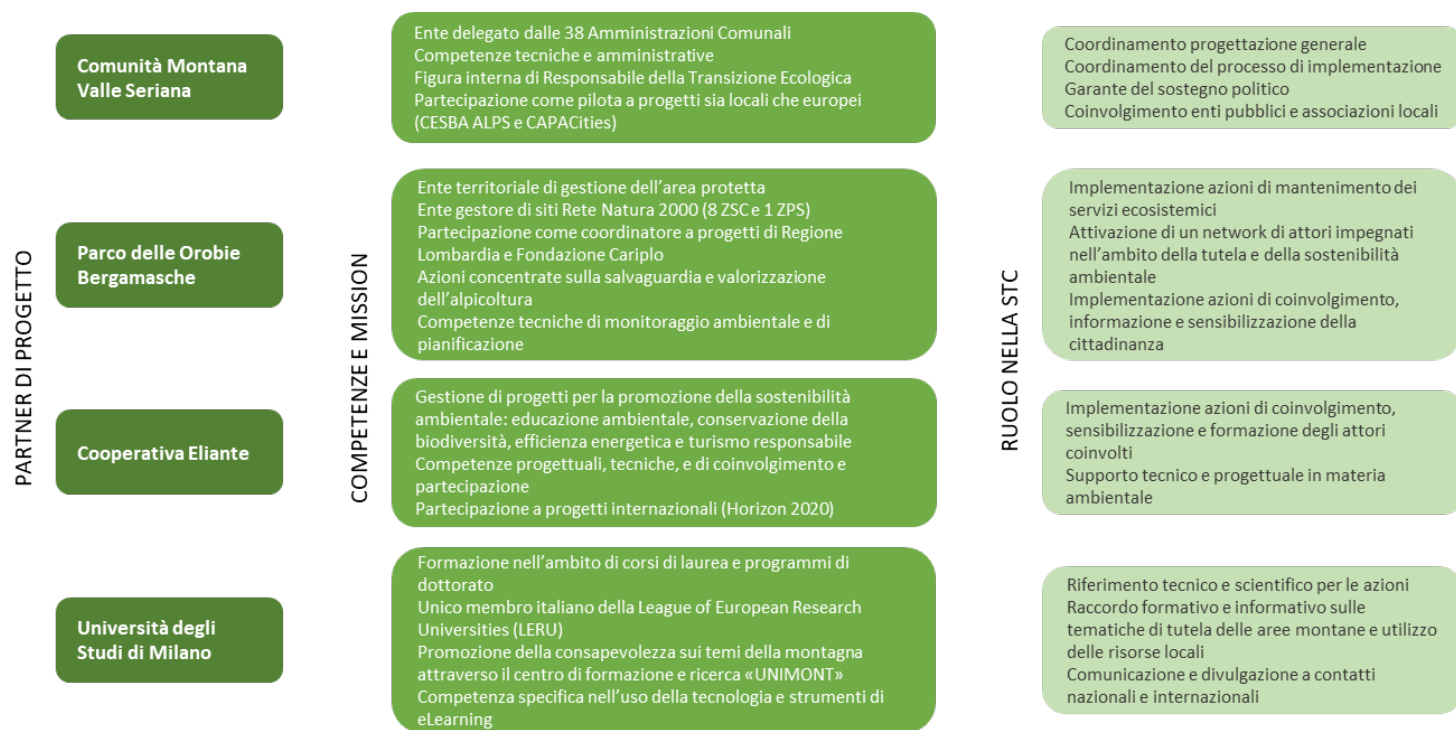 PARTNER DI PROGETTO
COMPETENZE E MISSION
RUOLO NELLA STC
Comunità Montana
Valle Seriana
Ente delegato dalle 38 Amministrazioni Comunali
Competenze tecniche e amministrative
Figura interna di Responsabile della Transizione Ecologica
Partecipazione come pilota a progetti sia locali che europei
(CESBA ALPS e CAPACities)
Coordinamento progettazione generale
Coordinamento del processo di implementazione
Garante del sostegno politico
Coinvolgimento enti pubblici e associazioni locali
Parco delle Orobie
Bergamasche
Ente territoriale di gestione dell'area protetta
Ente gestore di siti Rete Natura 2000 (8 ZSC e 1 ZPS)
Partecipazione come coordinatore a progetti di Regione
Lombardia e Fondazione Cariplo
Azioni concentrate sulla salvaguardia e valorizzazione
dell'alpicoltura
Competenze tecniche di monitoraggio ambientale e di
pianificazione
Implementazione azioni di mantenimento dei
servizi ecosistemici
Attivazione di un network di attori impegnati
nell'ambito della tutela e della sostenibilità
ambientale
Implementazione azioni di coinvolgimento,
informazione e sensibilizzazione della
cittadinanza
Cooperativa Eliante
Gestione di progetti per la promozione della sostenibilità
ambientale: educazione ambientale, conservazione della
biodiversità, efficienza energetica e turismo responsabile
Competenze progettuali, tecniche, e di coinvolgimento e
partecipazione
Partecipazione a progetti internazionali (Horizon 2020)
Implementazione azioni di coinvolgimento,
sensibilizzazione e formazione degli attori
coinvolti
Supporto tecnico e progettuale in materia
ambientale
Università degli
Studi di Milano
Formazione nell'ambito di corsi di laurea e programmi di
dottorato
Unico membro italiano della League of European Research
Universities (LERU)
Promozione della consapevolezza sui temi della montagna
attraverso il centro di formazione e ricerca «UNIMONT»
Competenza specifica nell'uso della tecnologia e strumenti di
eLearning
Riferimento tecnico e scientifico per le azioni
Raccordo formativo e informativo sulle
tematiche di tutela delle aree montane e utilizzo
delle risorse locali
Comunicazione e divulgazione a contatti
nazionali e internazionali